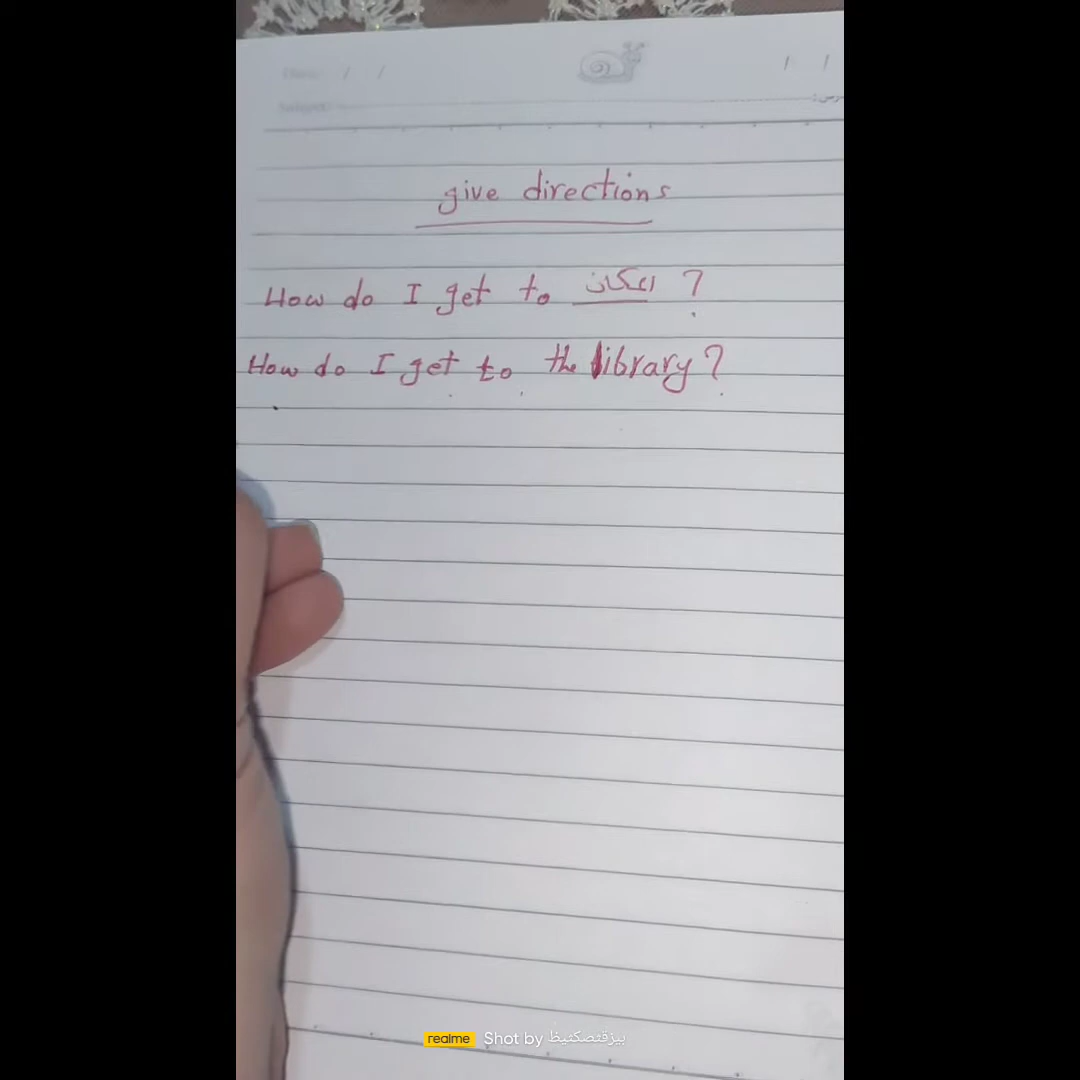 give directions
How do I get to المكان ?
How do I get to the library?
realme Shot by